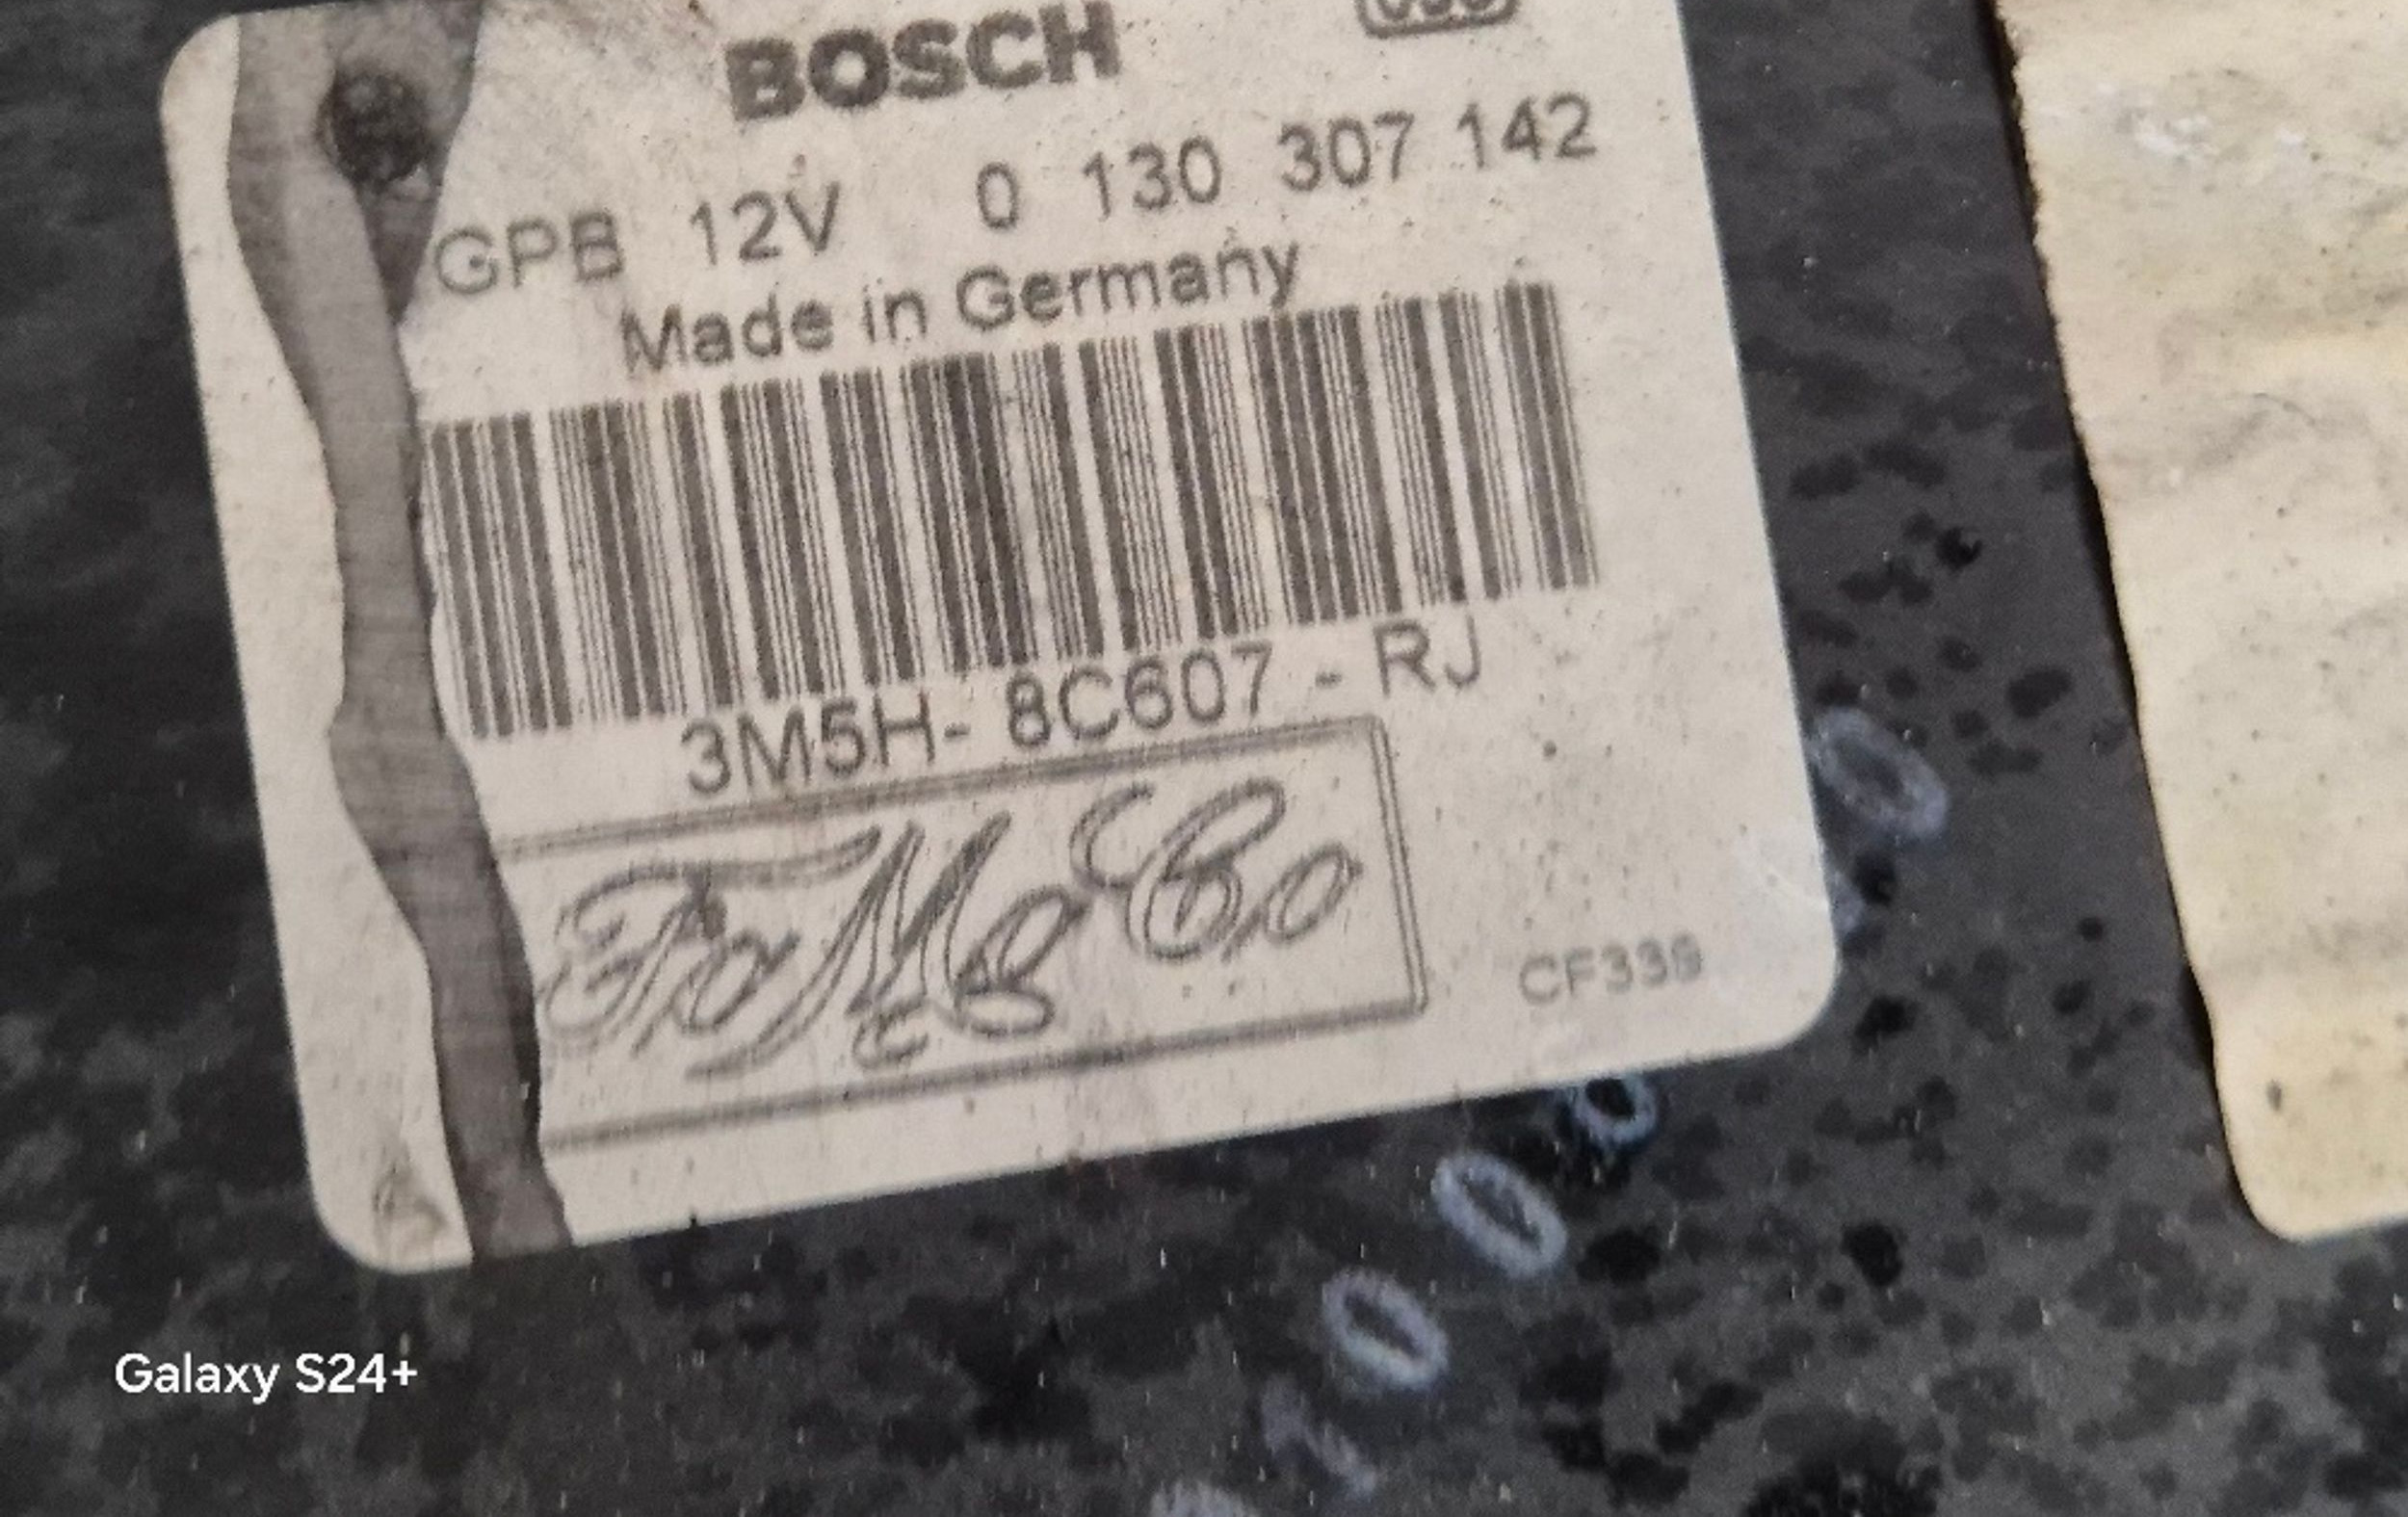 BOSCH
GPB 12V 0 130 307 142
Made in Germany
3M5H- 8C607 - RJ
FoMoCo
CF339
Galaxy S24+